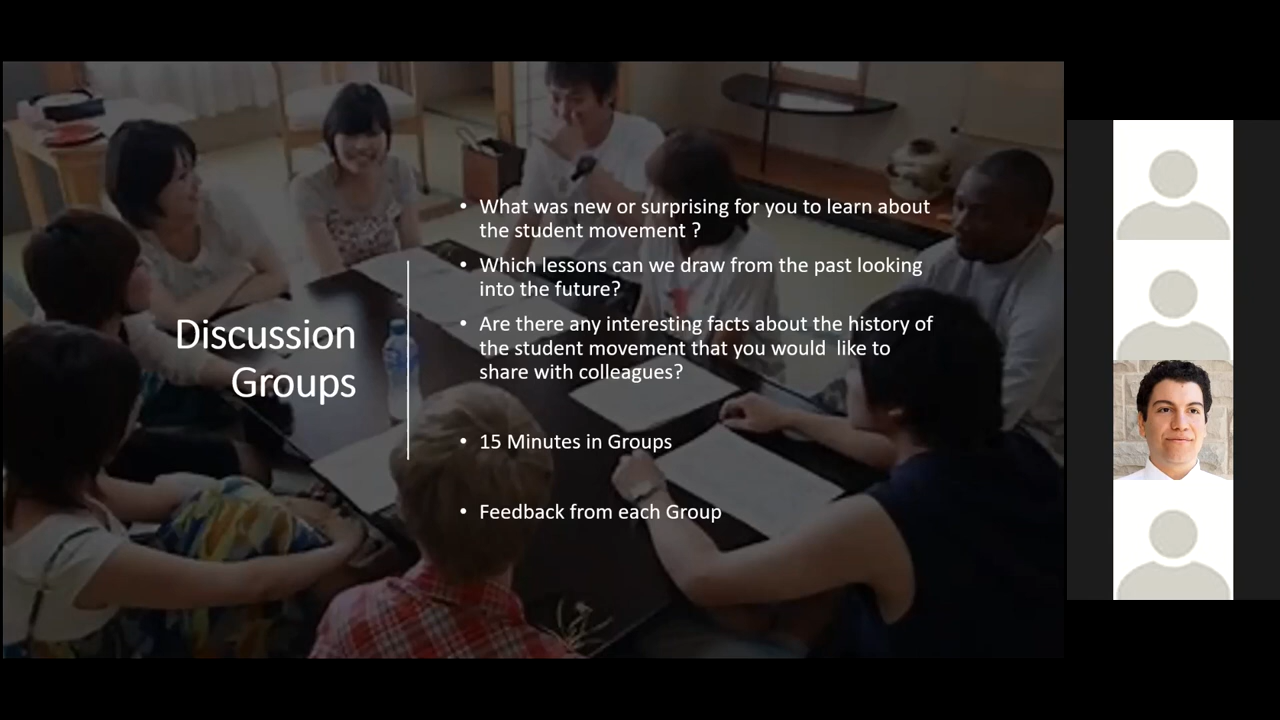 Discussion
Groups
• What was new or surprising for you to learn about
the student movement ?
• Which lessons can we draw from the past looking
into the future?
• Are there any interesting facts about the history of
the student movement that you would  like to
share with colleagues?
• 15 Minutes in Groups
• Feedback from each Group